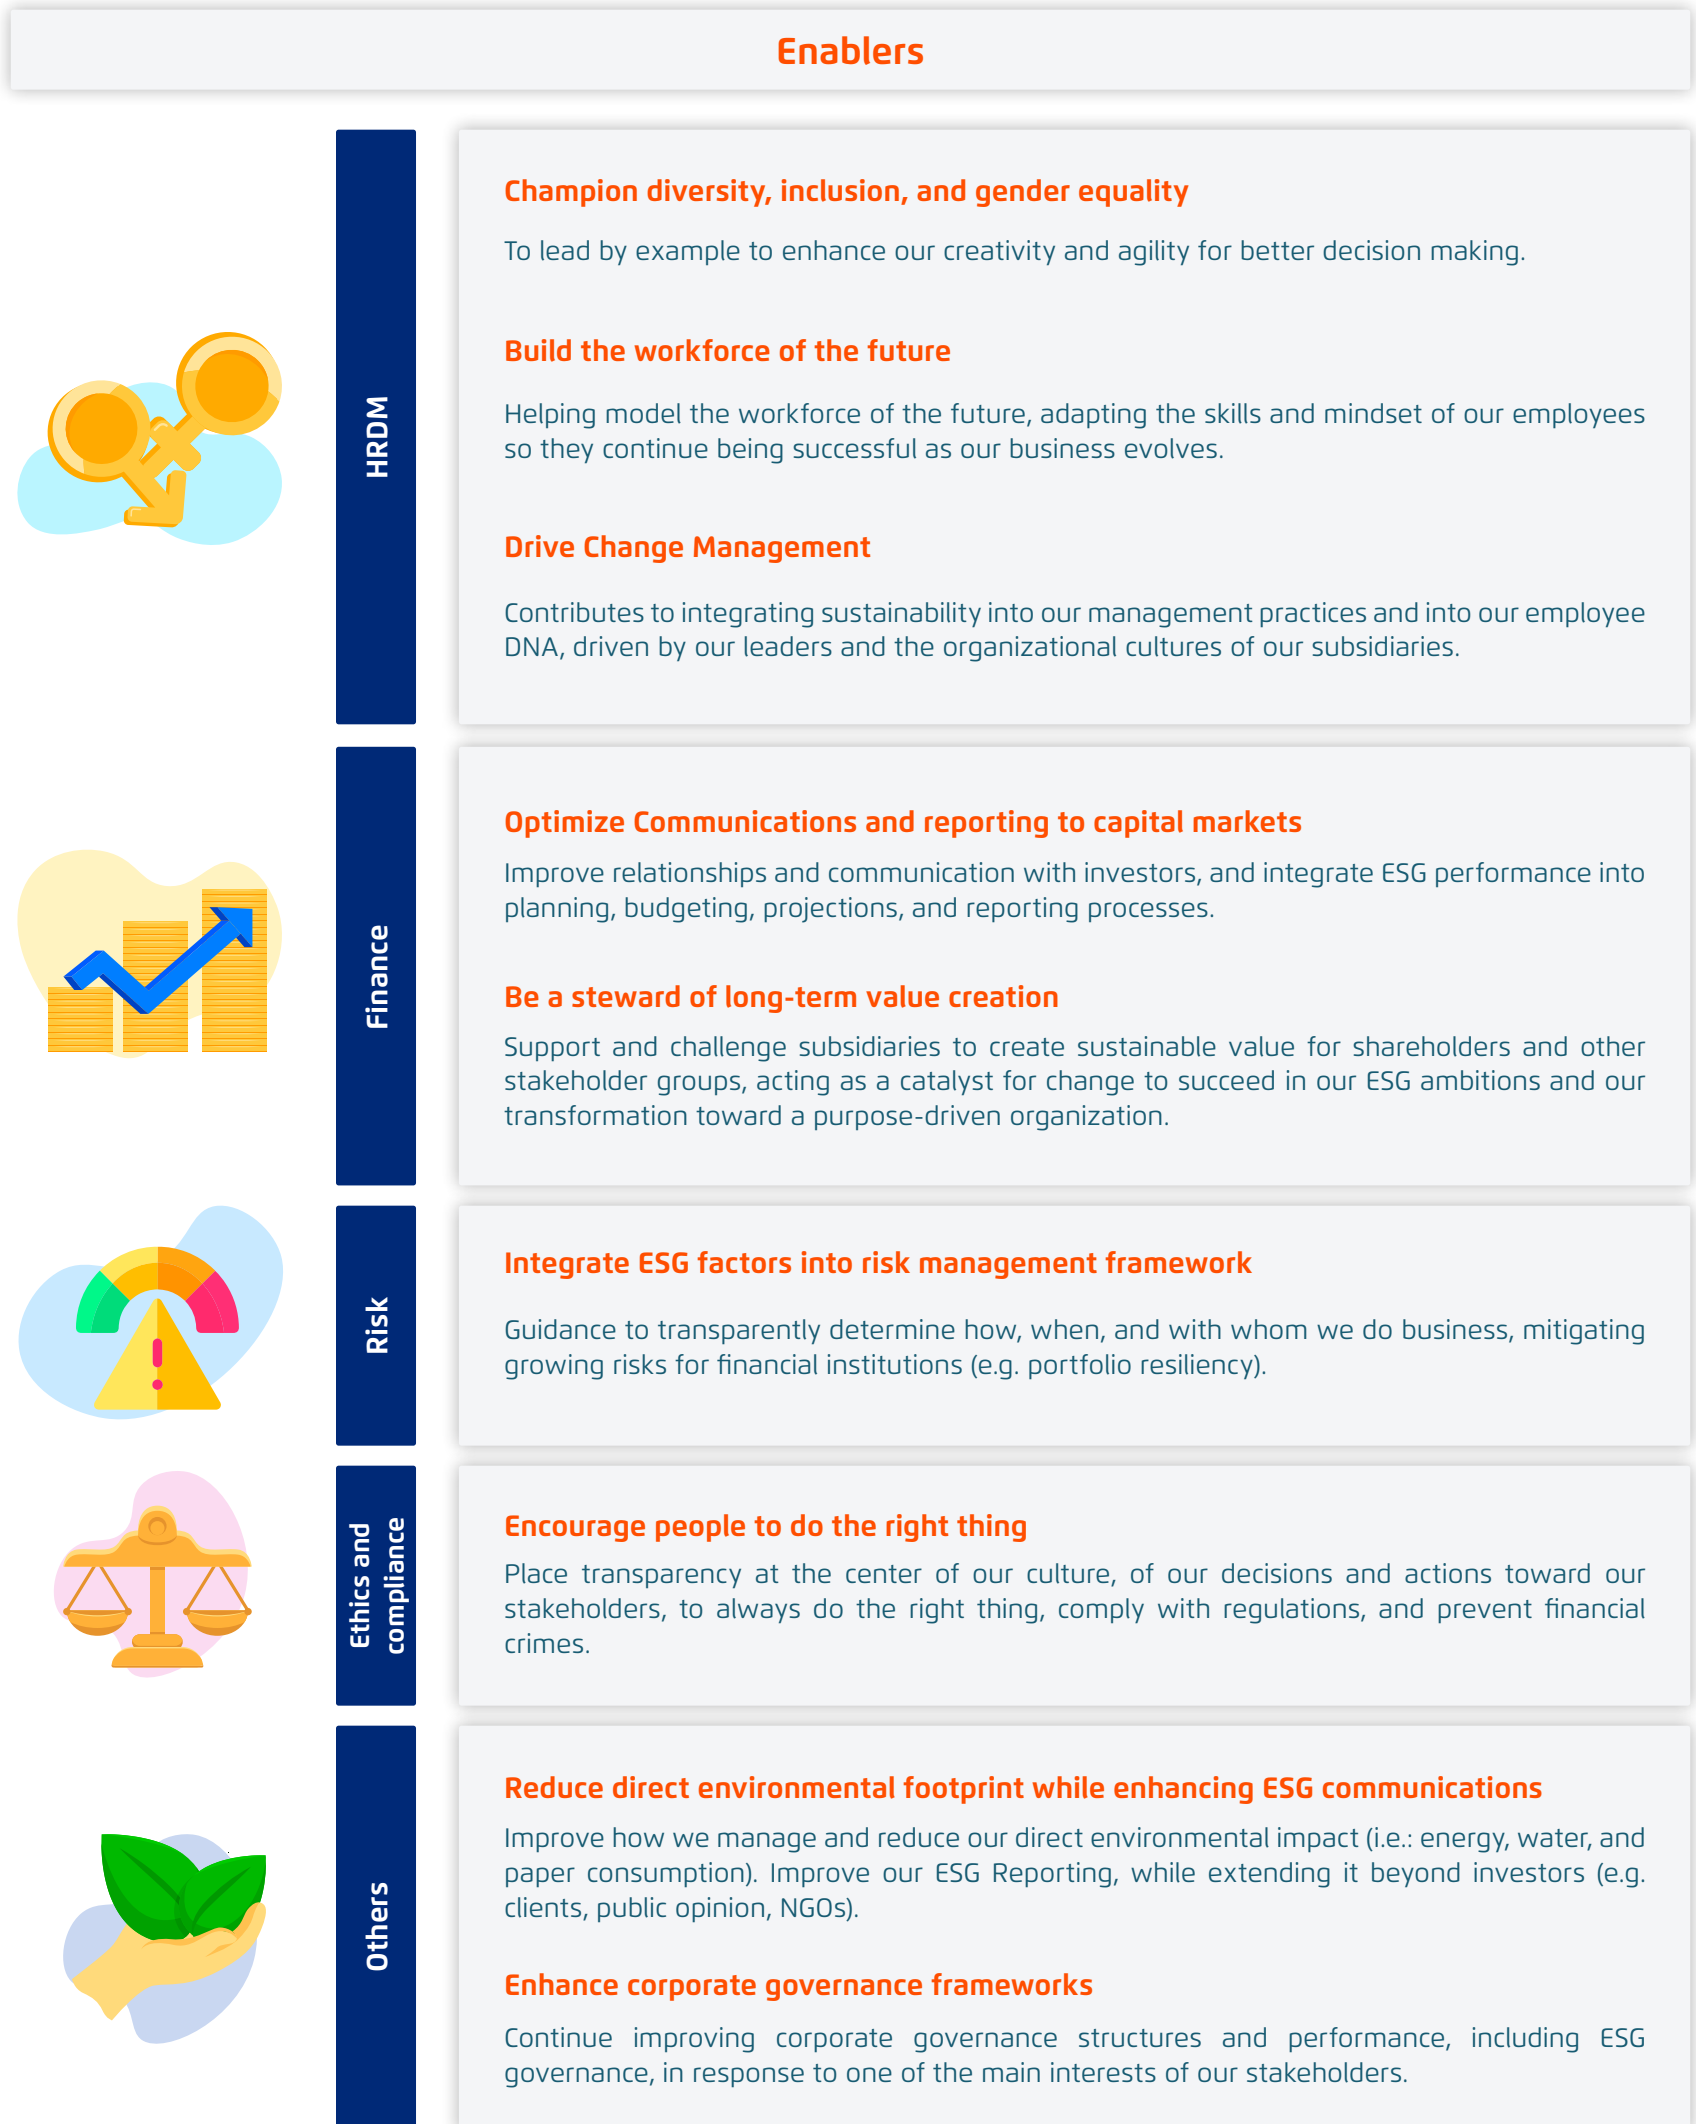 Enablers
HRDM
Champion diversity, inclusion, and gender equality
To lead by example to enhance our creativity and agility for better decision making.
Build the workforce of the future
Helping model the workforce of the future, adapting the skills and mindset of our employees
so they continue being successful as our business evolves.
Drive Change Management
Contributes to integrating sustainability into our management practices and into our employee
DNA, driven by our leaders and the organizational cultures of our subsidiaries.
Finance
Optimize Communications and reporting to capital markets
Improve relationships and communication with investors, and integrate ESG performance into
planning, budgeting, projections, and reporting processes.
Be a steward of long-term value creation
Support and challenge subsidiaries to create sustainable value for shareholders and other
stakeholder groups, acting as a catalyst for change to succeed in our ESG ambitions and our
transformation toward a purpose-driven organization.
Risk
Integrate ESG factors into risk management framework
Guidance to transparently determine how, when, and with whom we do business, mitigating
growing risks for financial institutions (e.g. portfolio resiliency).
Ethics and
compliance
Encourage people to do the right thing
Place transparency at the center of our culture, of our decisions and actions toward our
stakeholders, to always do the right thing, comply with regulations, and prevent financial
crimes.
Others
Reduce direct environmental footprint while enhancing ESG communications
Improve how we manage and reduce our direct environmental impact (i.e.: energy, water, and
paper consumption). Improve our ESG Reporting, while extending it beyond investors (e.g.
clients, public opinion, NGOs).
Enhance corporate governance frameworks
Continue improving corporate governance structures and performance, including ESG
governance, in response to one of the main interests of our stakeholders.